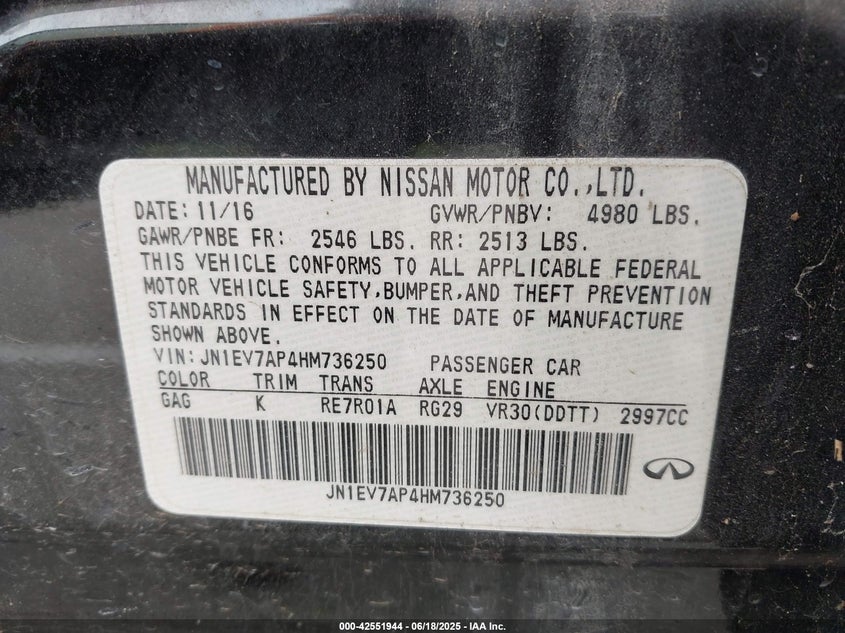 MANUFACTURED BY NISSAN MOTOR CO.,LTD.
DATE: 11/16 GVWR/PNBV: 4980 LBS.
GAWR/PNBE FR: 2546 LBS. RR: 2513 LBS.
THIS VEHICLE CONFORMS TO ALL APPLICABLE FEDERAL
MOTOR VEHICLE SAFETY,BUMPER,AND THEFT PREVENTION
STANDARDS IN EFFECT ON THE DATE OF MANUFACTURE
SHOWN ABOVE.
VIN: JN1EV7AP4HM736250 PASSENGER CAR
COLOR TRIM TRANS AXLE ENGINE
GAG K RE7R01A RG29 VR30(DDTT) 2997CC
JN1EV7AP4HM736250
000-42551944 / 06/18/2025 - IAA Inc.